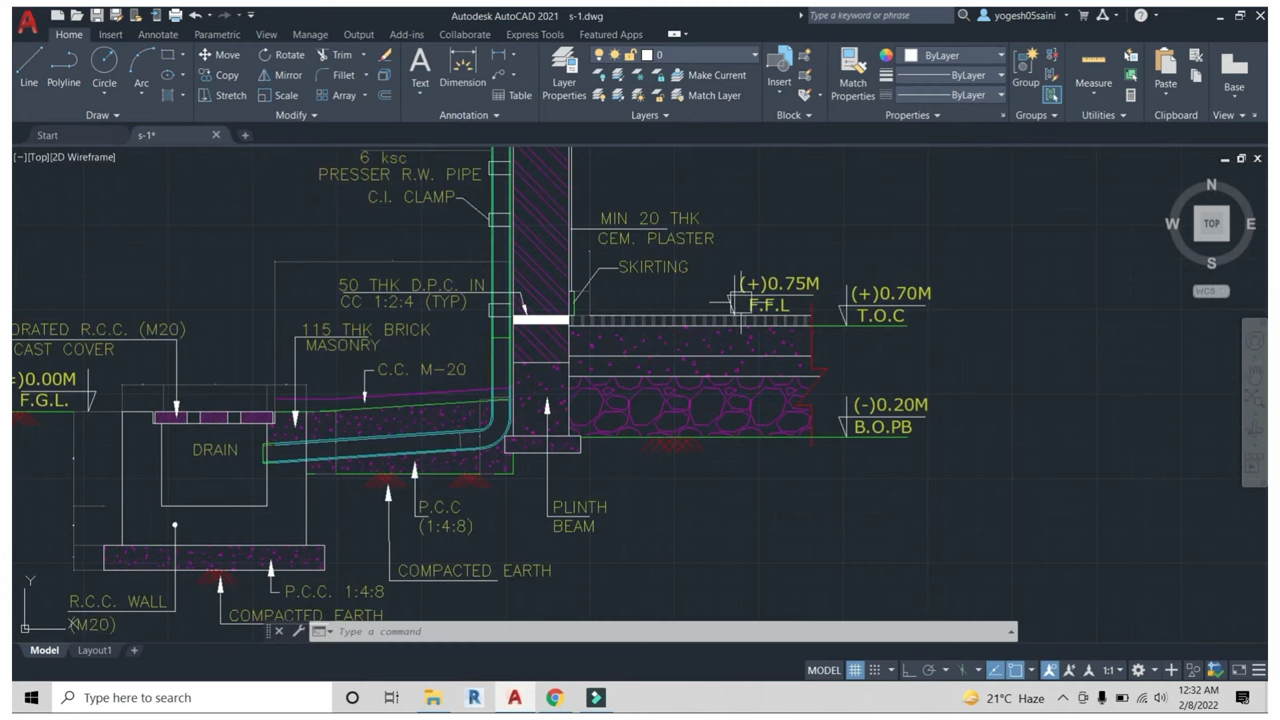 Autodesk AutoCAD 2021 s-1.dwg
Type a keyword or phrase
yogesh05saini
Home Insert Annotate Parametric View Manage Output Add-ins Collaborate Express Tools Featured Apps
Line Polyline Circle Arc
Move Rotate Trim
Copy Mirror Fillet
Stretch Scale Array
Text Dimension Table
Layer Properties
0
Make Current
Match Layer
Insert
Match Properties
ByLayer
ByLayer
ByLayer
Group
Measure
Paste
Base
Draw Modify Annotation Layers Block Properties Groups Utilities Clipboard View
Start s-1*
[−][Top][2D Wireframe]
N
W TOP E
S
WCS
6 ksc
PRESSER R.W. PIPE
C.I. CLAMP
MIN 20 THK
CEM. PLASTER
SKIRTING
50 THK D.P.C. IN
CC 1:2:4 (TYP)
(+)0.75M
F.F.L
(+)0.70M
T.O.C
ORATED R.C.C. (M20)
CAST COVER
115 THK BRICK
MASONRY
C.C. M-20
)0.00M
F.G.L.
(-)0.20M
B.O.PB
DRAIN
P.C.C
(1:4:8)
PLINTH
BEAM
COMPACTED EARTH
P.C.C. 1:4:8
R.C.C. WALL
(M20)
COMPACTED EARTH
Y
X
Type a command
Model Layout1
MODEL
1:1
Type here to search
21°C Haze
12:32 AM
2/8/2022